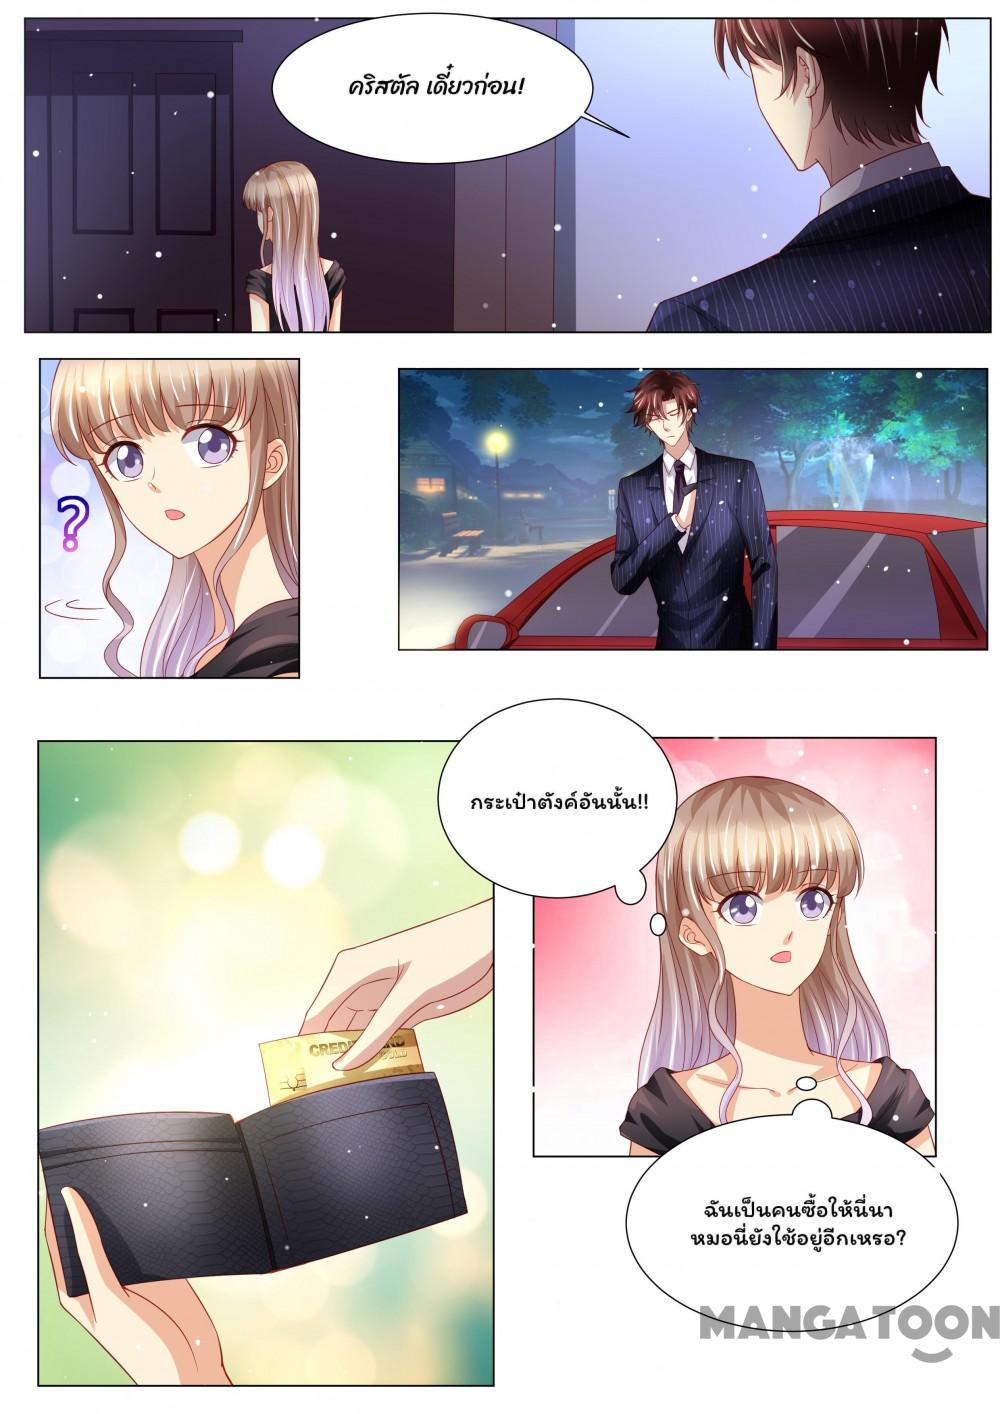 คริสตัล เดี๋ยวก่อน!
?
กระเป๋าตังค์อันนั้น!!
CREDIT CARD
GOLD
ฉันเป็นคนซื้อให้นี่นา
หมอนี่ยังใช้อยู่อีกเหรอ?
MANGATOON